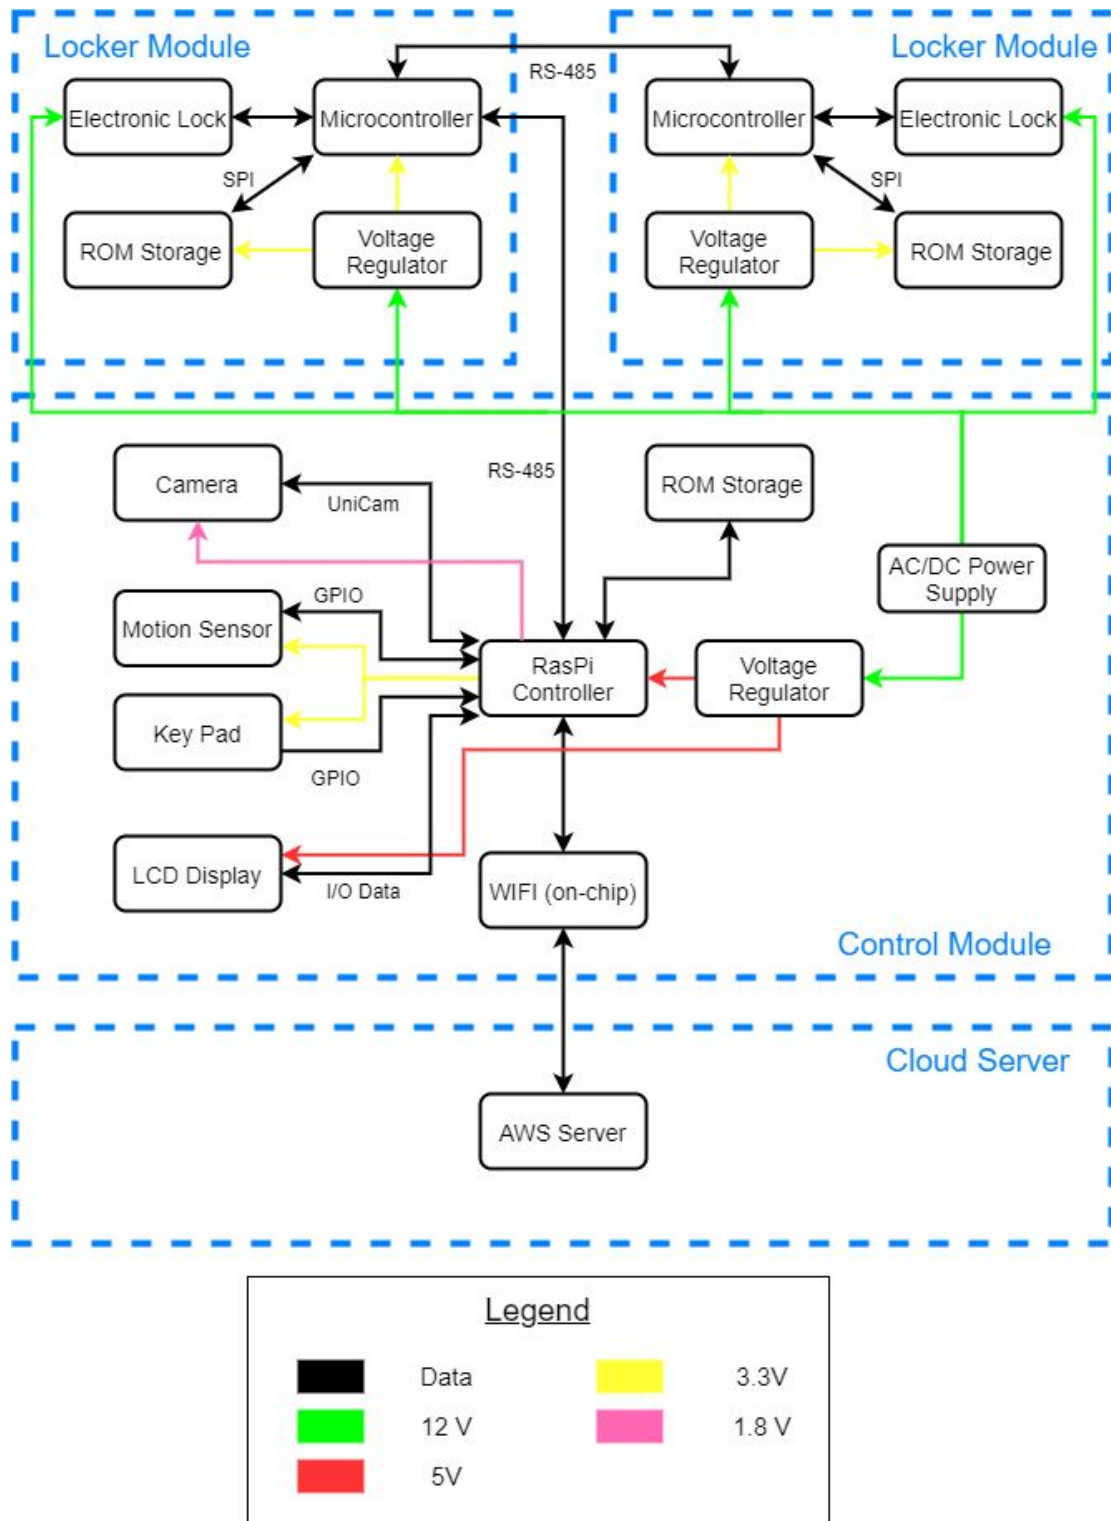 Locker Module
Locker Module
RS-485
Electronic Lock
Microcontroller
Microcontroller
Electronic Lock
SPI
SPI
ROM Storage
Voltage
Regulator
Voltage
Regulator
ROM Storage
Camera
UniCam
RS-485
ROM Storage
AC/DC Power
Supply
GPIO
Motion Sensor
RasPi
Controller
Voltage
Regulator
Key Pad
GPIO
LCD Display
I/O Data
WIFI (on-chip)
Control Module
Cloud Server
AWS Server
Legend
Data
3.3V
12 V
1.8 V
5V